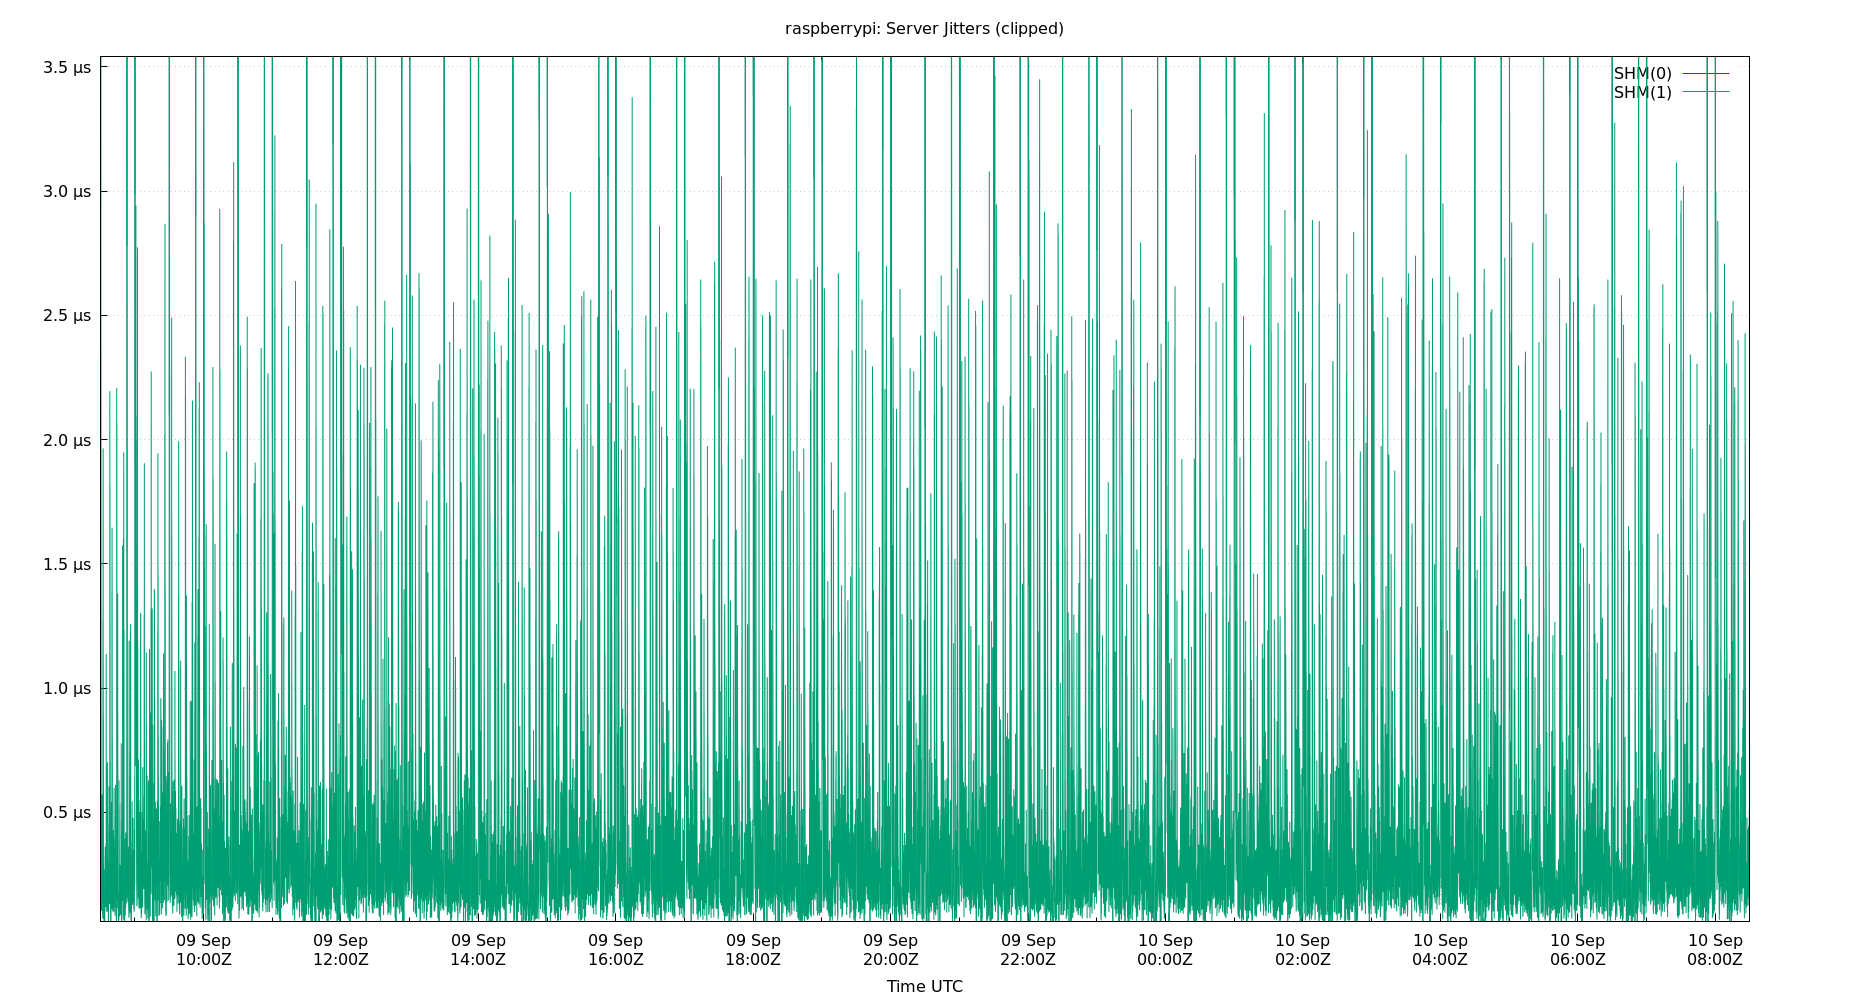 raspberrypi: Server Jitters (clipped)
3.5 µs
3.0 µs
2.5 µs
2.0 µs
1.5 µs
1.0 µs
0.5 µs
SHM(0)
SHM(1)
09 Sep 10:00Z
09 Sep 12:00Z
09 Sep 14:00Z
09 Sep 16:00Z
09 Sep 18:00Z
09 Sep 20:00Z
09 Sep 22:00Z
10 Sep 00:00Z
10 Sep 02:00Z
10 Sep 04:00Z
10 Sep 06:00Z
10 Sep 08:00Z
Time UTC